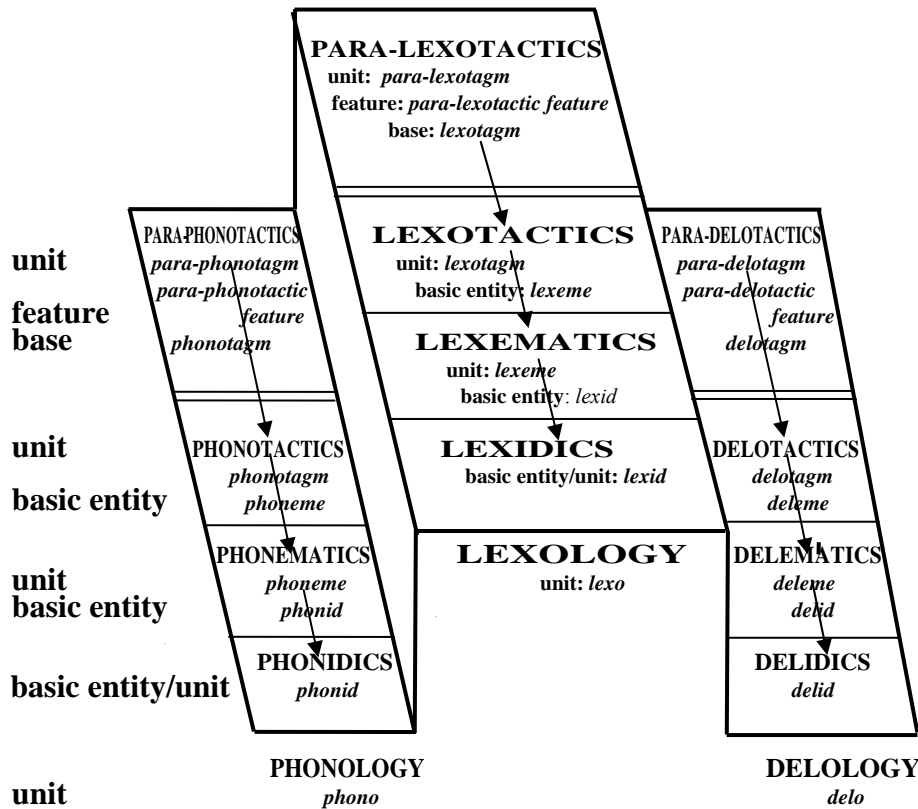 PARA-LEXOTACTICS
unit: para-lexotagm
feature: para-lexotactic feature
base: lexotagm
PARA-PHONOTACTICS
unit
para-phonotagm
para-phonotactic
feature
feature
base
phonotagm
LEXOTACTICS
unit: lexotagm
basic entity: lexeme
PARA-DELOTACTICS
para-delotagm
para-delotactic
feature
delotagm
LEXEMATICS
unit: lexeme
basic entity: lexid
unit
PHONOTACTICS
phonotagm
basic entity
phoneme
LEXIDICS
basic entity/unit: lexid
DELOTACTICS
delotagm
deleme
PHONEMATICS
unit
phoneme
basic entity
phonid
LEXOLOGY
unit: lexo
DELEMATICS
deleme
delid
PHONIDICS
basic entity/unit
phonid
DELIDICS
delid
PHONOLOGY
unit
phono
DELOLOGY
delo